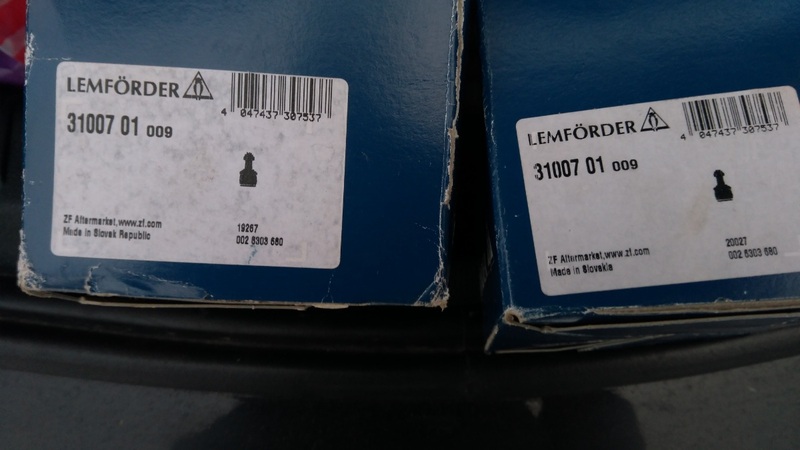 LEMFÖRDER
4 047437 307537
31007 01 009
ZF Aftermarket,www.zf.com
Made in Slovak Republic
19267
002 6303 660
LEMFÖRDER
4 047437 307537
31007 01 009
ZF Aftermarket,www.zf.com
Made in Slovakia
20027
002 6303 660